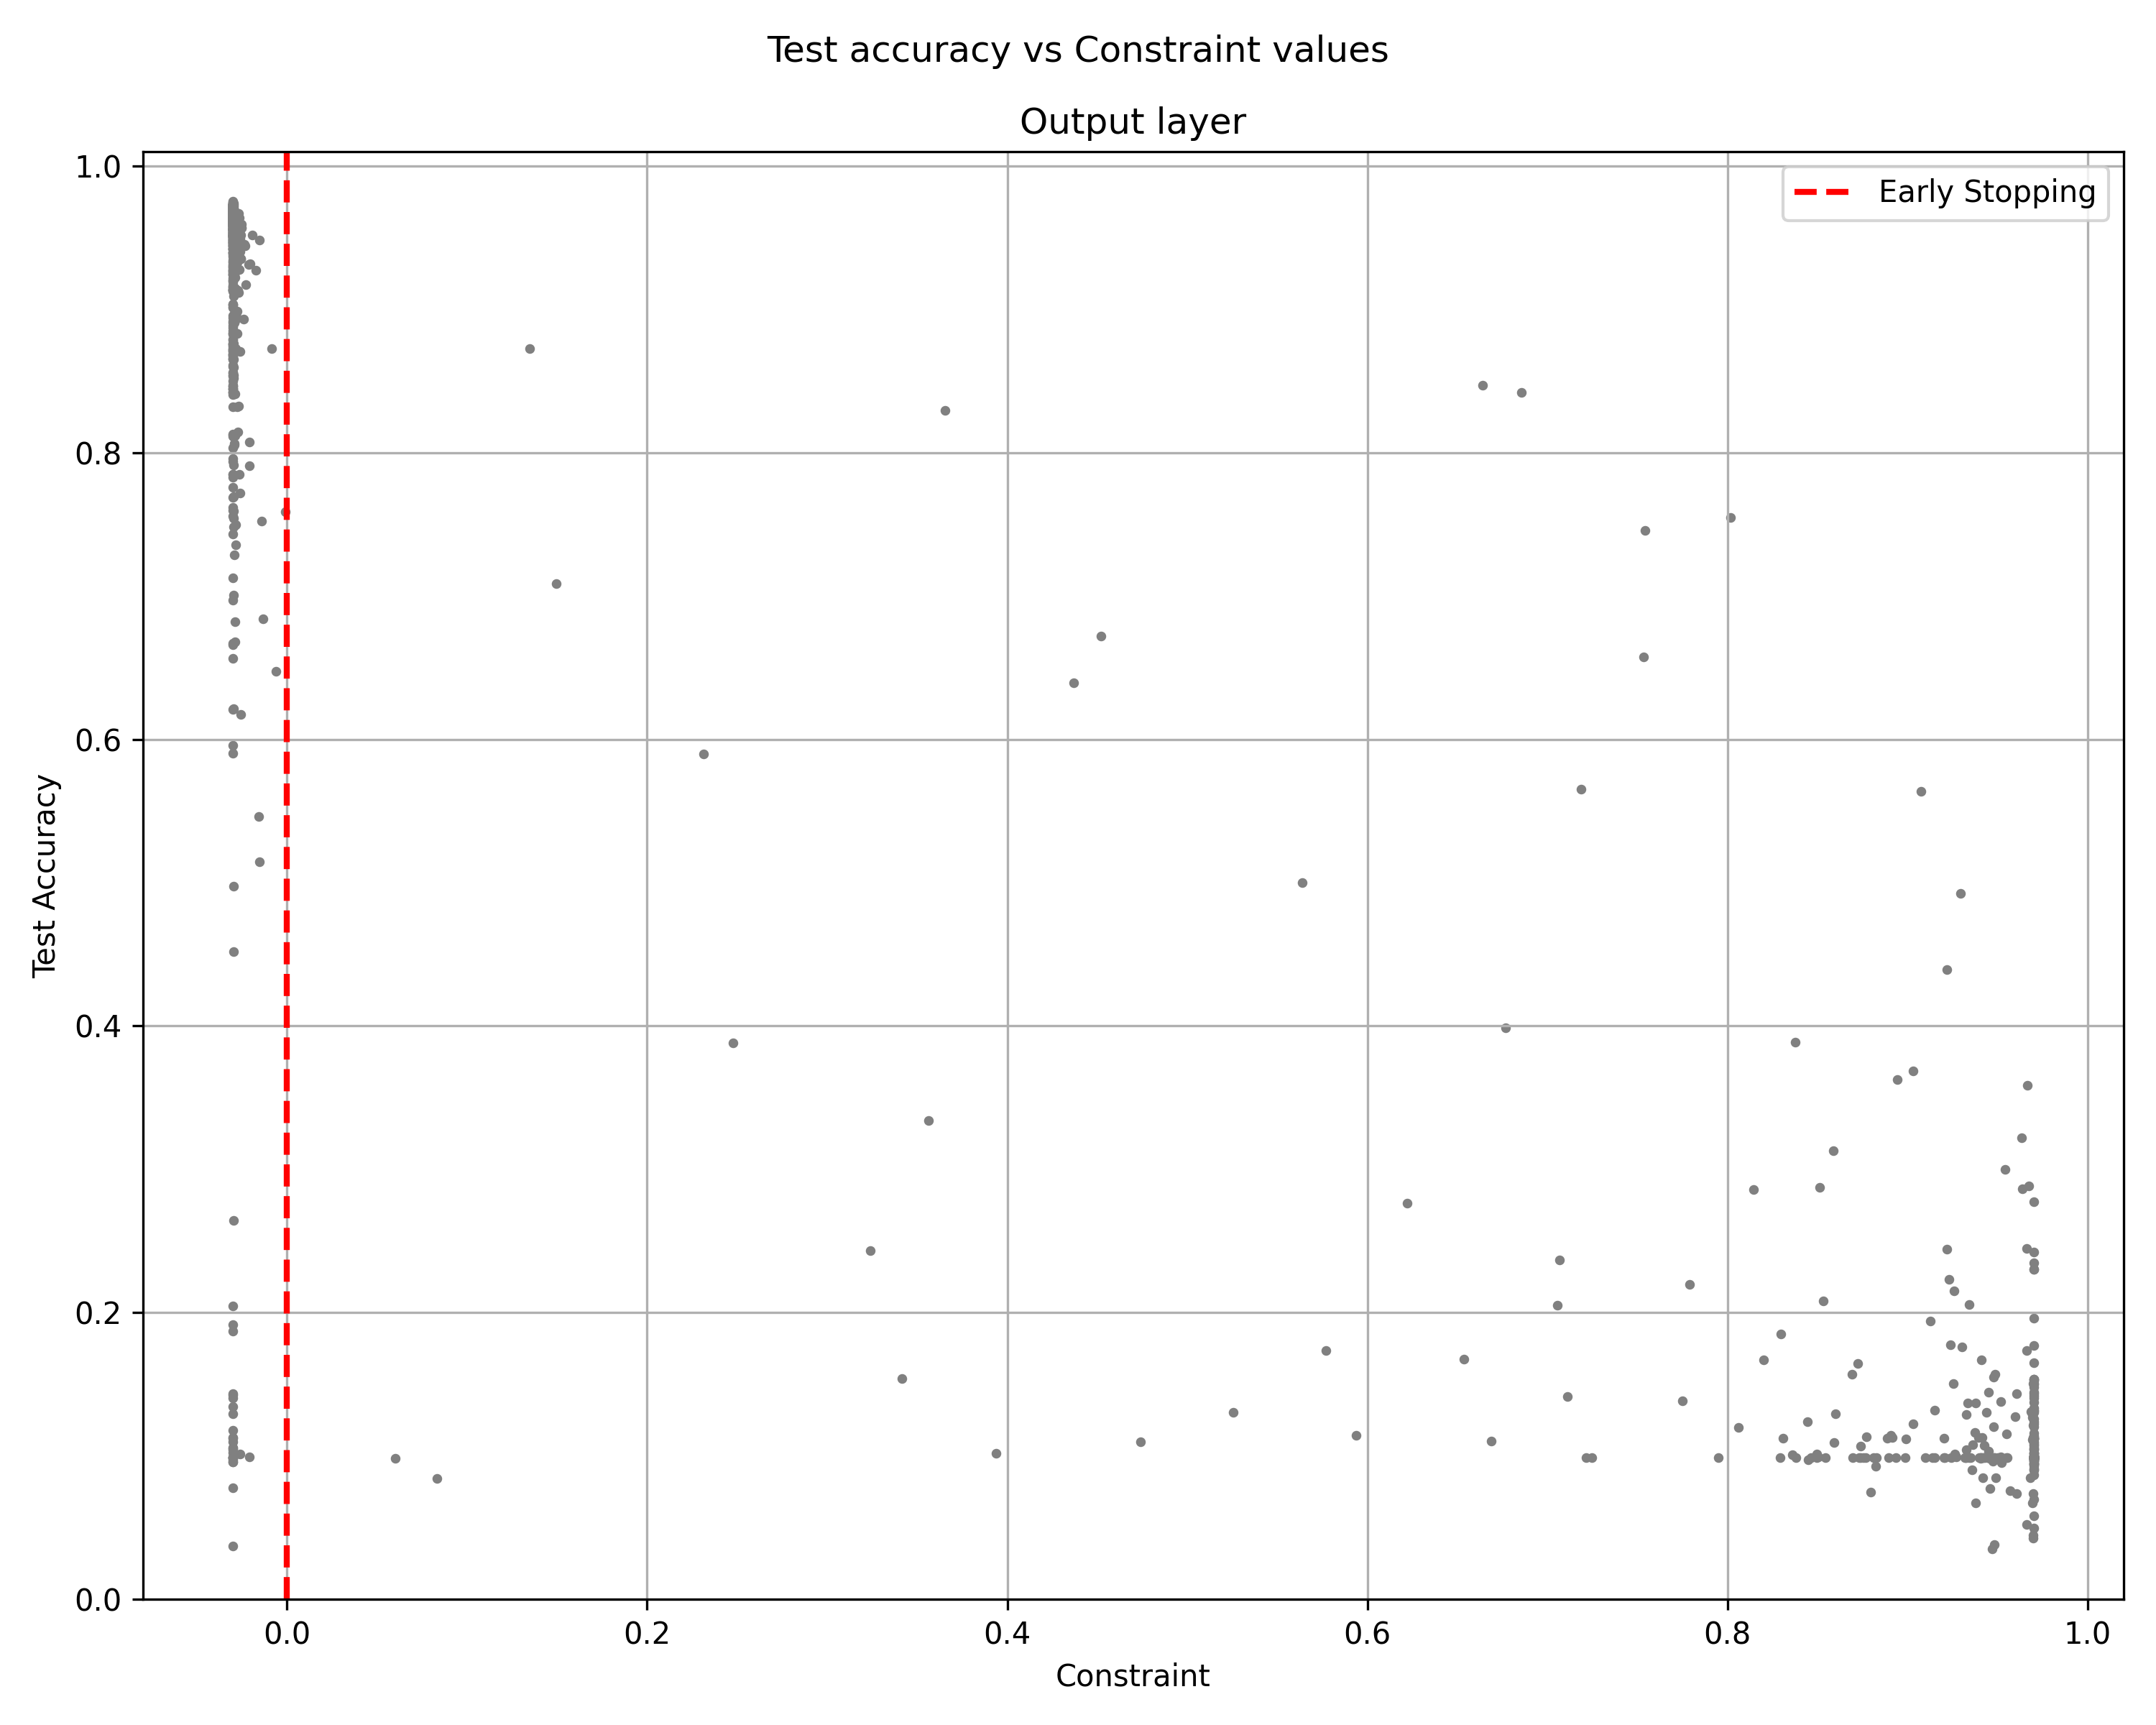 Test accuracy vs Constraint values
Output layer
Early Stopping
1.0
0.8
0.6
0.4
0.2
0.0
Test Accuracy
0.0 0.2 0.4 0.6 0.8 1.0
Constraint